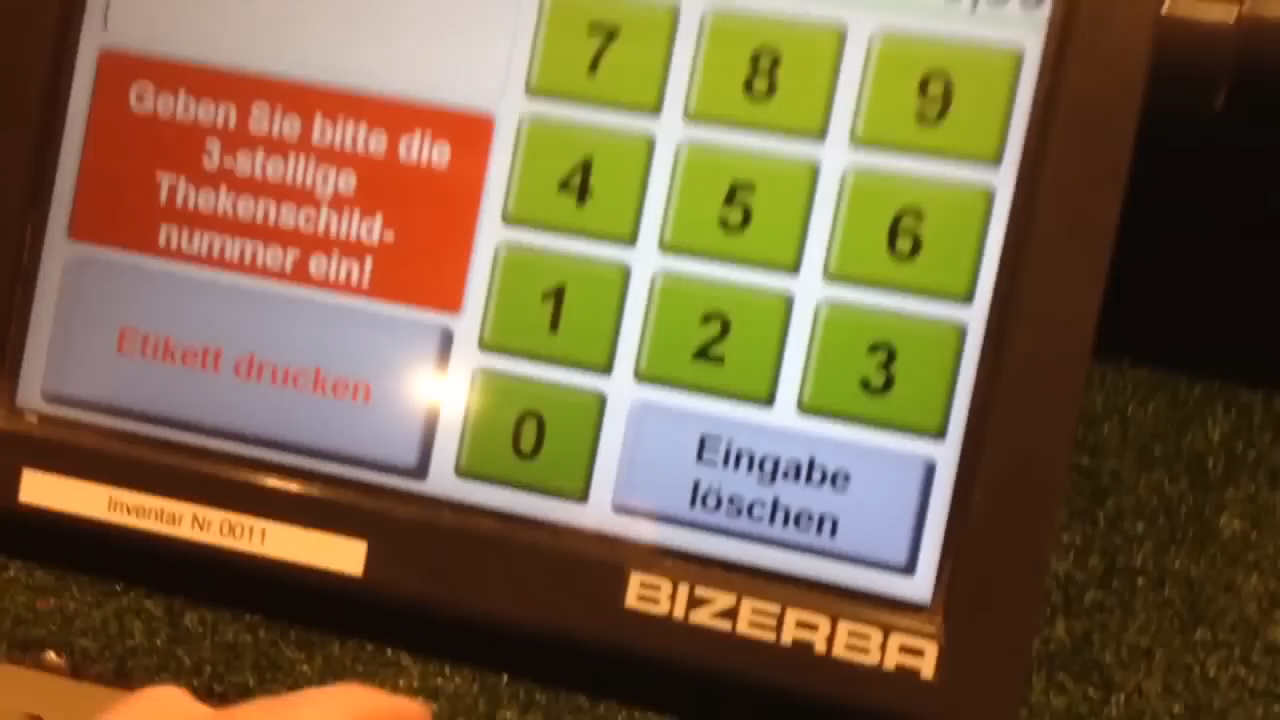 7 8 9
Geben Sie bitte die
3-stellige
Thekenschild-
nummer ein!
4 5 6
1 2 3
Etikett drucken
0
Eingabe
löschen
Inventar Nr.0011
BIZERBA